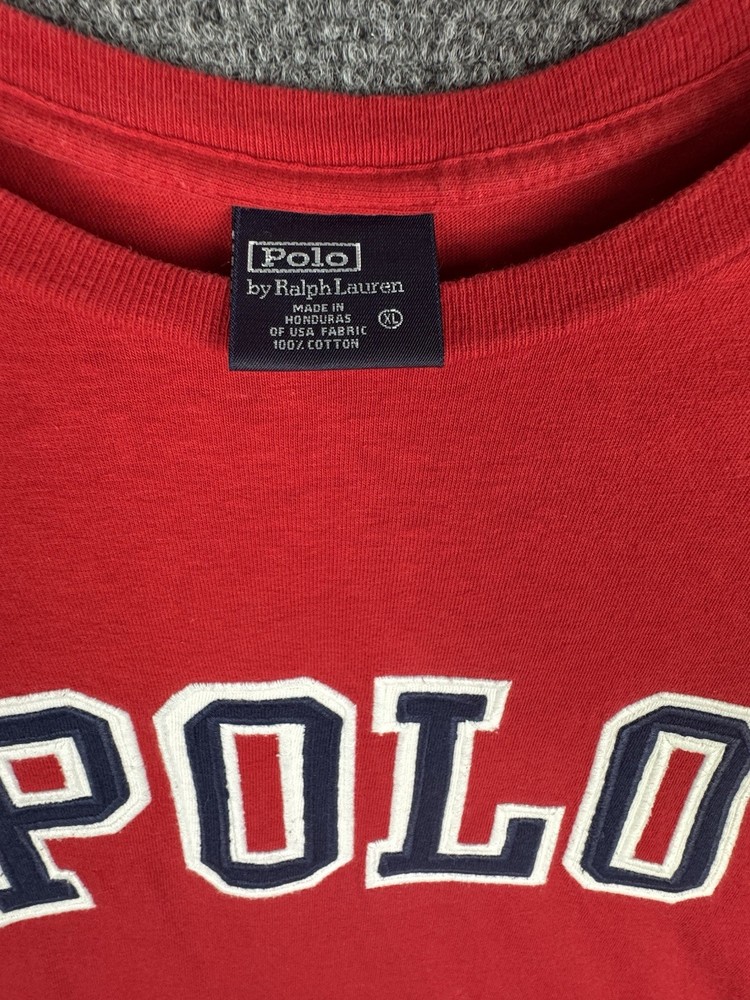 Polo
by Ralph Lauren
MADE IN
HONDURAS
OF USA FABRIC
100% COTTON
XL
POLO